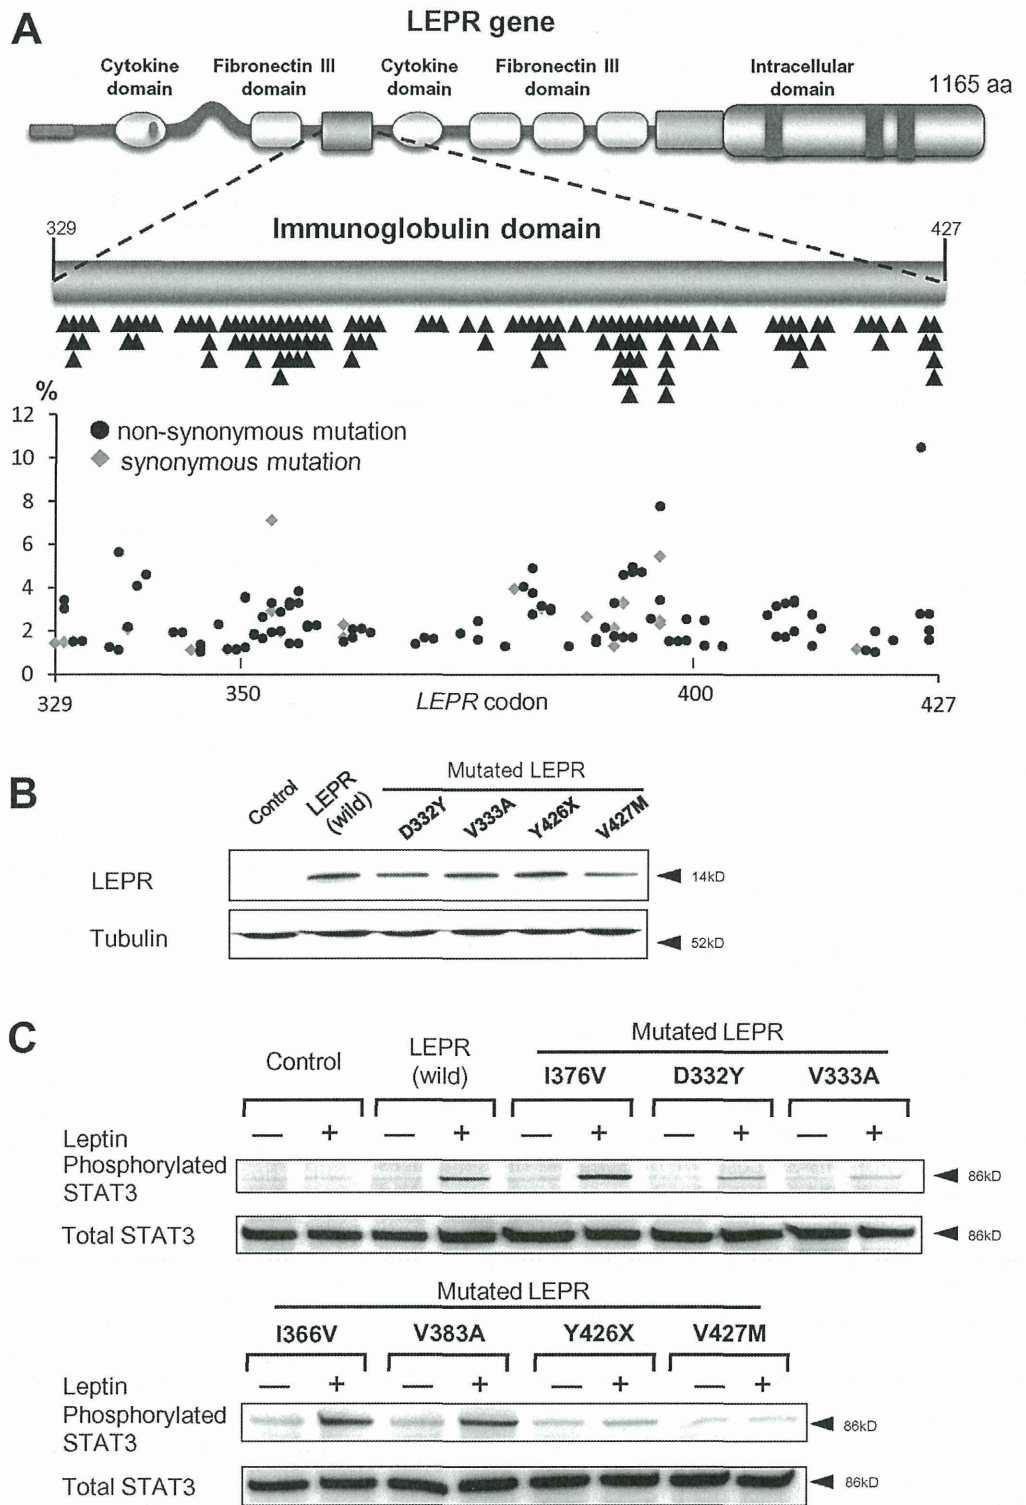 A
LEPR gene
Cytokine domain
Fibronectin III domain
Cytokine domain
Fibronectin III domain
Intracellular domain
1165 aa
329
Immunoglobulin domain
427
%
12
10
8
6
4
2
0
non-synonymous mutation
synonymous mutation
329
350
LEPR codon
400
427
B
Mutated LEPR
Control
LEPR (wild)
D332Y
V333A
Y426X
V427M
LEPR
14kD
Tubulin
52kD
C
Mutated LEPR
Control
LEPR (wild)
I376V
D332Y
V333A
Leptin
— + — + — + — + — +
Phosphorylated STAT3
86kD
Total STAT3
86kD
Mutated LEPR
I366V
V383A
Y426X
V427M
Leptin
— + — + — + — +
Phosphorylated STAT3
86kD
Total STAT3
86kD